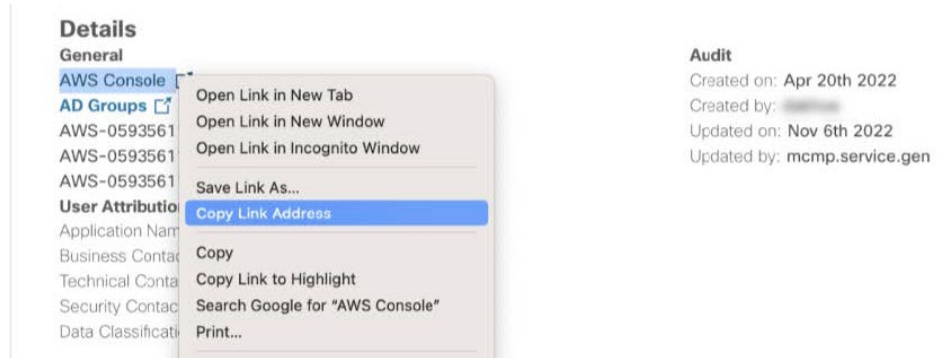 Details
General
AWS Console
AD Groups
AWS-0593561
AWS-0593561
AWS-0593561
User Attributio
Application Nam
Business Contac
Technical Conta
Security Contac
Data Classificati
Open Link in New Tab
Open Link in New Window
Open Link in Incognito Window
Save Link As...
Copy Link Address
Copy
Copy Link to Highlight
Search Google for "AWS Console"
Print...
Audit
Created on: Apr 20th 2022
Created by:
Updated on: Nov 6th 2022
Updated by: mcmp.service.gen